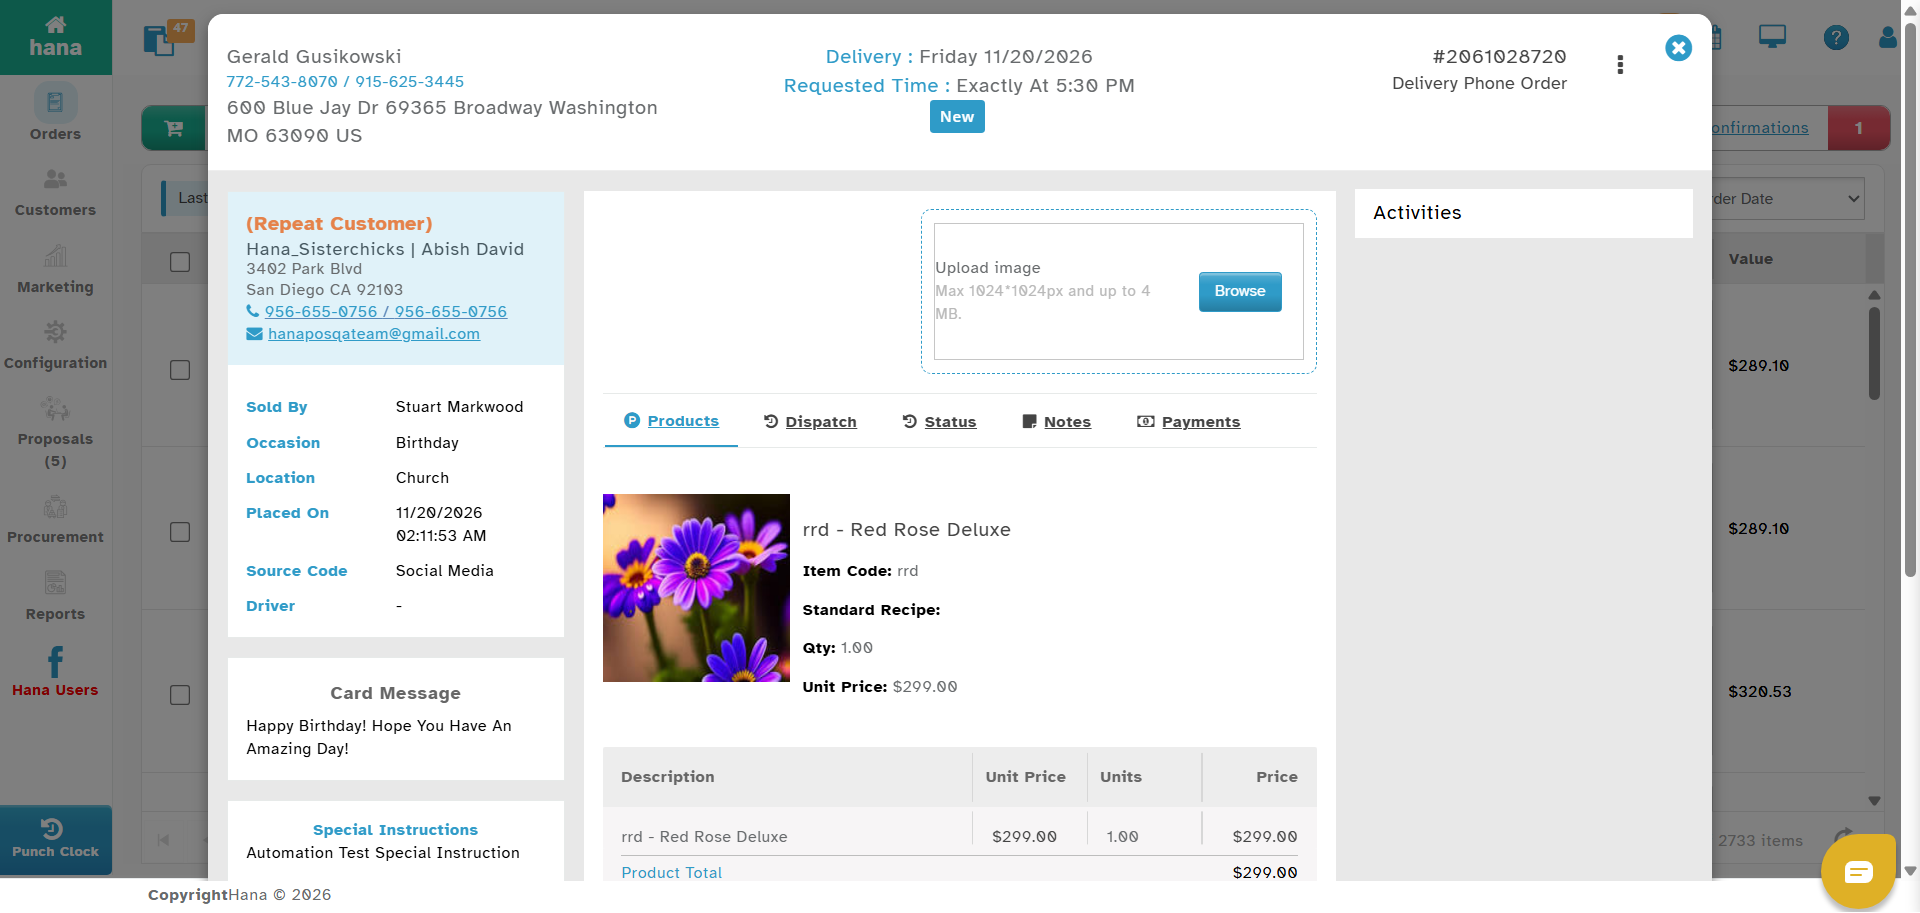 hana
47
Orders
Customers
Marketing
Configuration
Proposals
(5)
Procurement
Reports
Hana Users
Punch Clock
Last
Gerald Gusikowski
772-543-8070 / 915-625-3445
600 Blue Jay Dr 69365 Broadway Washington
MO 63090 US
Delivery : Friday 11/20/2026
Requested Time : Exactly At 5:30 PM
New
#2061028720
Delivery Phone Order
(Repeat Customer)
Hana_Sisterchicks | Abish David
3402 Park Blvd
San Diego CA 92103
956-655-0756 / 956-655-0756
hanaposqateam@gmail.com
Sold By Stuart Markwood
Occasion Birthday
Location Church
Placed On 11/20/2026
02:11:53 AM
Source Code Social Media
Driver -
Card Message
Happy Birthday! Hope You Have An
Amazing Day!
Special Instructions
Automation Test Special Instruction
Upload image
Max 1024*1024px and up to 4
MB.
Browse
Products Dispatch Status Notes Payments
rrd - Red Rose Deluxe
Item Code: rrd
Standard Recipe:
Qty: 1.00
Unit Price: $299.00
Description Unit Price Units Price
rrd - Red Rose Deluxe $299.00 1.00 $299.00
Product Total $299.00
Activities
onfirmations 1
der Date
Value
$289.10
$289.10
$320.53
2733 items
CopyrightHana © 2026